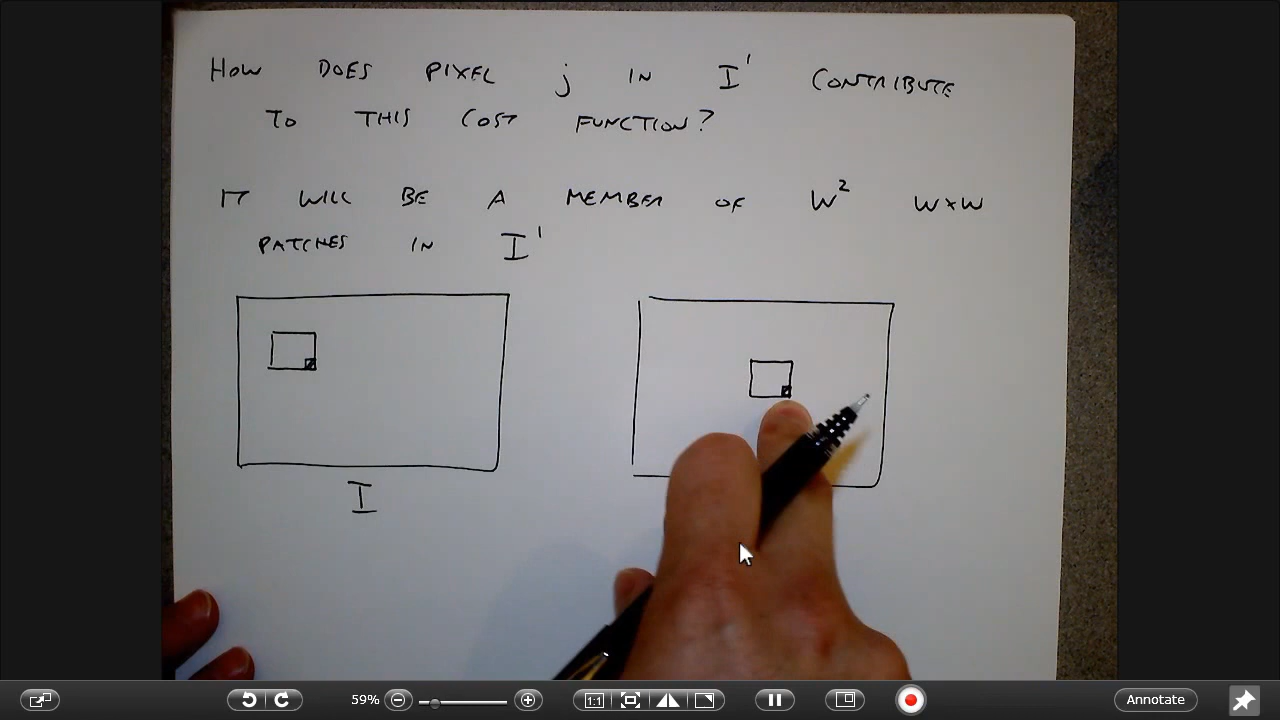 HOW DOES PIXEL j IN I' CONTRIBUTE
TO THIS COST FUNCTION?
IT WILL BE A MEMBER OF W² W×W
PATCHES IN I'
I
59%
1:1
Annotate